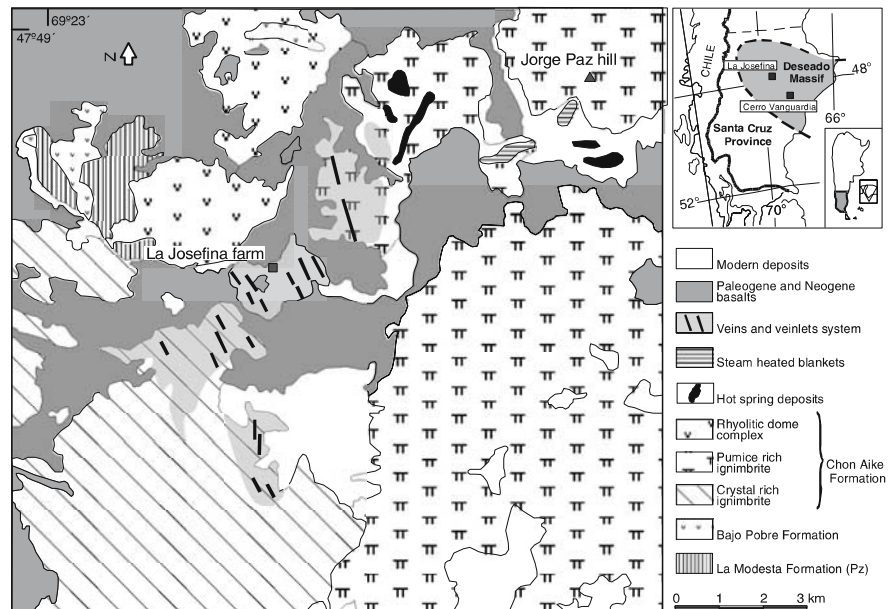 69°23´
47º49´
N
Jorge Paz hill
La Josefina farm
CHILE
La Josefina
Deseado
Massif
48°
Cerro Vanguardia
66°
Santa Cruz
Province
52°
70°
Modern deposits
Paleogene and Neogene
basalts
Veins and veinlets system
Steam heated blankets
Hot spring deposits
Rhyolitic dome
complex
Pumice rich
ignimbrite
Chon Aike
Formation
Crystal rich
ignimbrite
Bajo Pobre Formation
La Modesta Formation (Pz)
0 1 2 3 km